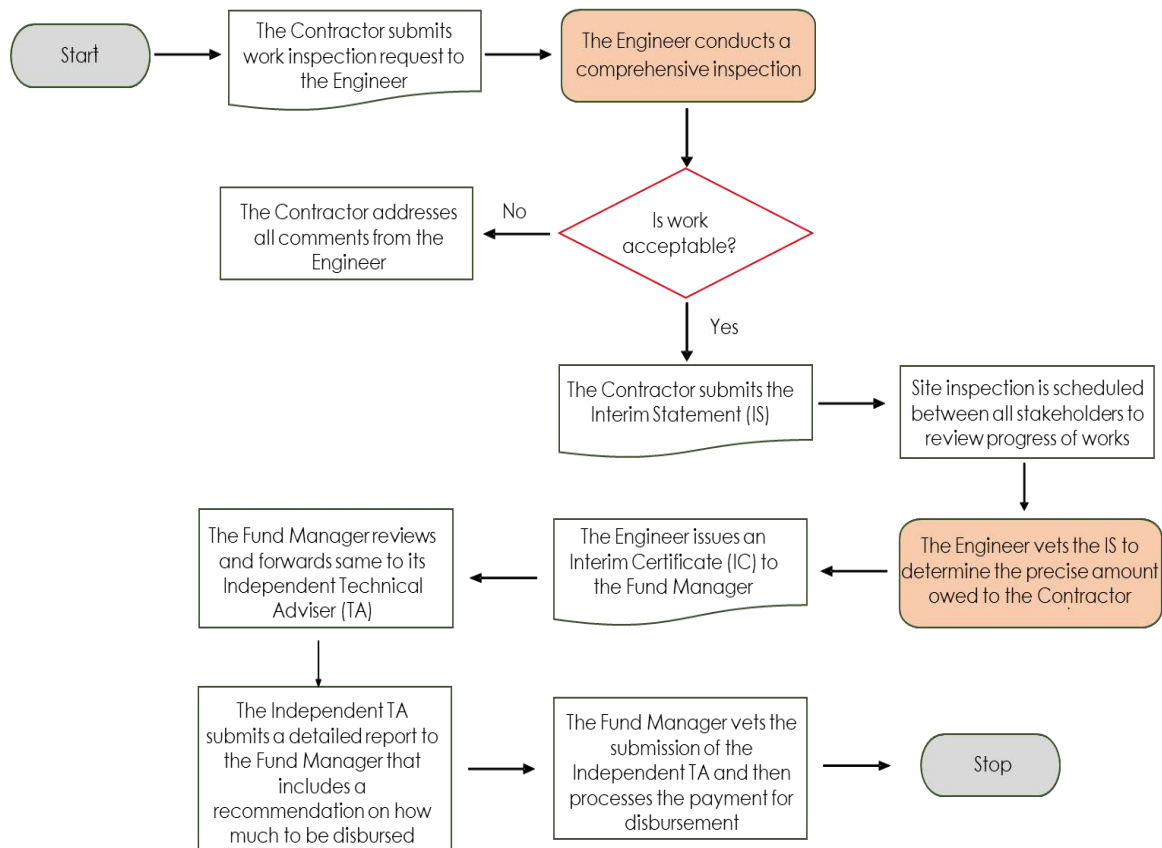 Start
The Contractor submits
work inspection request to
the Engineer
The Engineer conducts a
comprehensive inspection
Is work
acceptable?
No
The Contractor addresses
all comments from the
Engineer
Yes
The Contractor submits the
Interim Statement (IS)
Site inspection is scheduled
between all stakeholders to
review progress of works
The Engineer vets the IS to
determine the precise amount
owed to the Contractor
The Engineer issues an
Interim Certificate (IC) to
the Fund Manager
The Fund Manager reviews
and forwards same to its
Independent Technical
Adviser (TA)
The Independent TA
submits a detailed report to
the Fund Manager that
includes a
recommendation on how
much to be disbursed
The Fund Manager vets the
submission of the
Independent TA and then
processes the payment for
disbursement
Stop